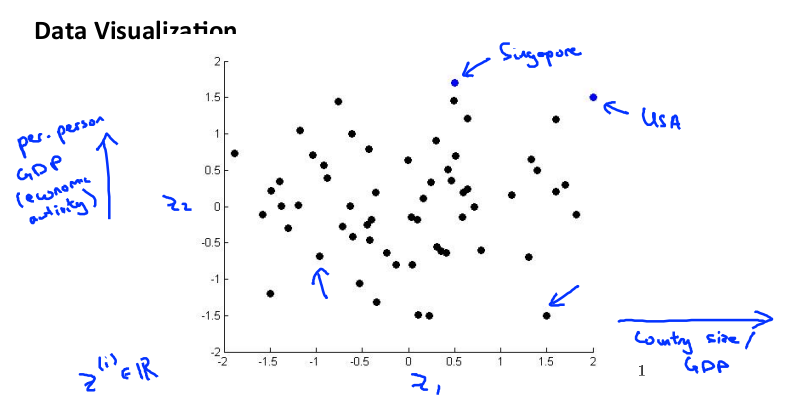 Data Visualization
Singapore
USA
per-person
GDP
(economic
activity)
z₂
2
1.5
1
0.5
0
-0.5
-1
-1.5
-2
-2 -1.5 -1 -0.5 0 0.5 1 1.5 2
z₁
z⁽ⁱ⁾ ∈ ℝ
Country size/
GDP
1